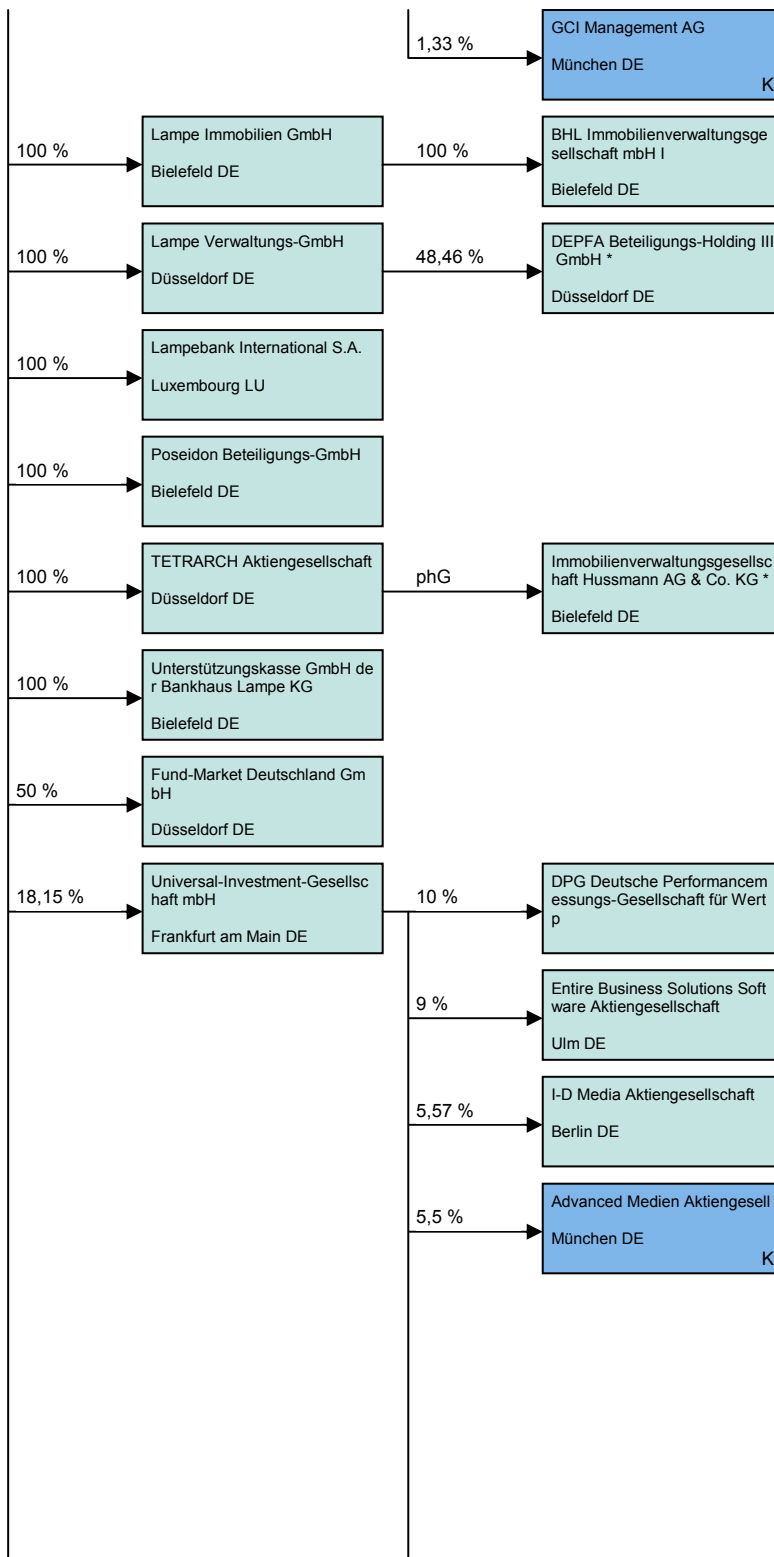 1,33 %
GCI Management AG
München DE
K
100 %
Lampe Immobilien GmbH
Bielefeld DE
100 %
BHL Immobilienverwaltungsge
sellschaft mbH I
Bielefeld DE
100 %
Lampe Verwaltungs-GmbH
Düsseldorf DE
48,46 %
DEPFA Beteiligungs-Holding III
GmbH *
Düsseldorf DE
100 %
Lampebank International S.A.
Luxembourg LU
100 %
Poseidon Beteiligungs-GmbH
Bielefeld DE
100 %
TETRARCH Aktiengesellschaft
Düsseldorf DE
phG
Immobilienverwaltungsgesellsc
haft Hussmann AG & Co. KG *
Bielefeld DE
100 %
Unterstützungskasse GmbH de
r Bankhaus Lampe KG
Bielefeld DE
50 %
Fund-Market Deutschland Gm
bH
Düsseldorf DE
18,15 %
Universal-Investment-Gesellsc
haft mbH
Frankfurt am Main DE
10 %
DPG Deutsche Performancem
essungs-Gesellschaft für Wert
p
9 %
Entire Business Solutions Soft
ware Aktiengesellschaft
Ulm DE
5,57 %
I-D Media Aktiengesellschaft
Berlin DE
5,5 %
Advanced Medien Aktiengesell
München DE
K